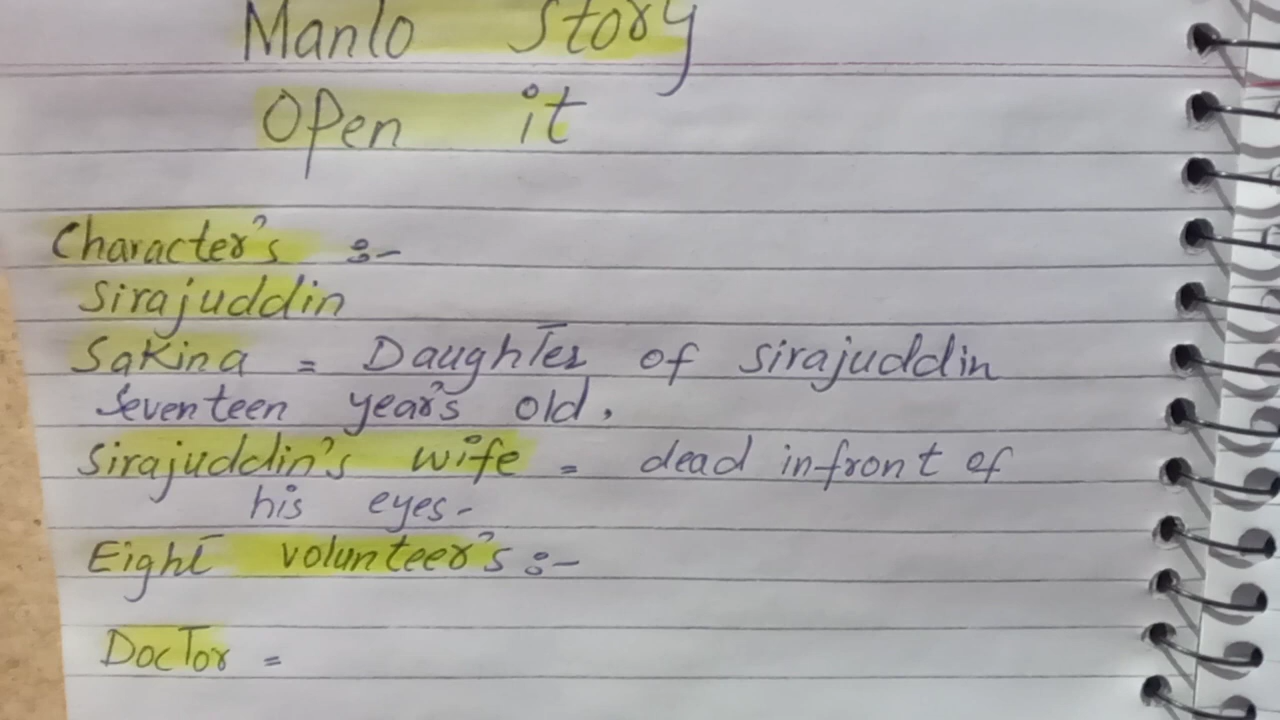 Manlo Story
Open it
Character's :-
Sirajuddin
Sakina = Daughter of Sirajuddin
Seventeen year's old.
Sirajuddin's wife = dead infront of
his eyes-
Eight volunteer's :-
Doctor =